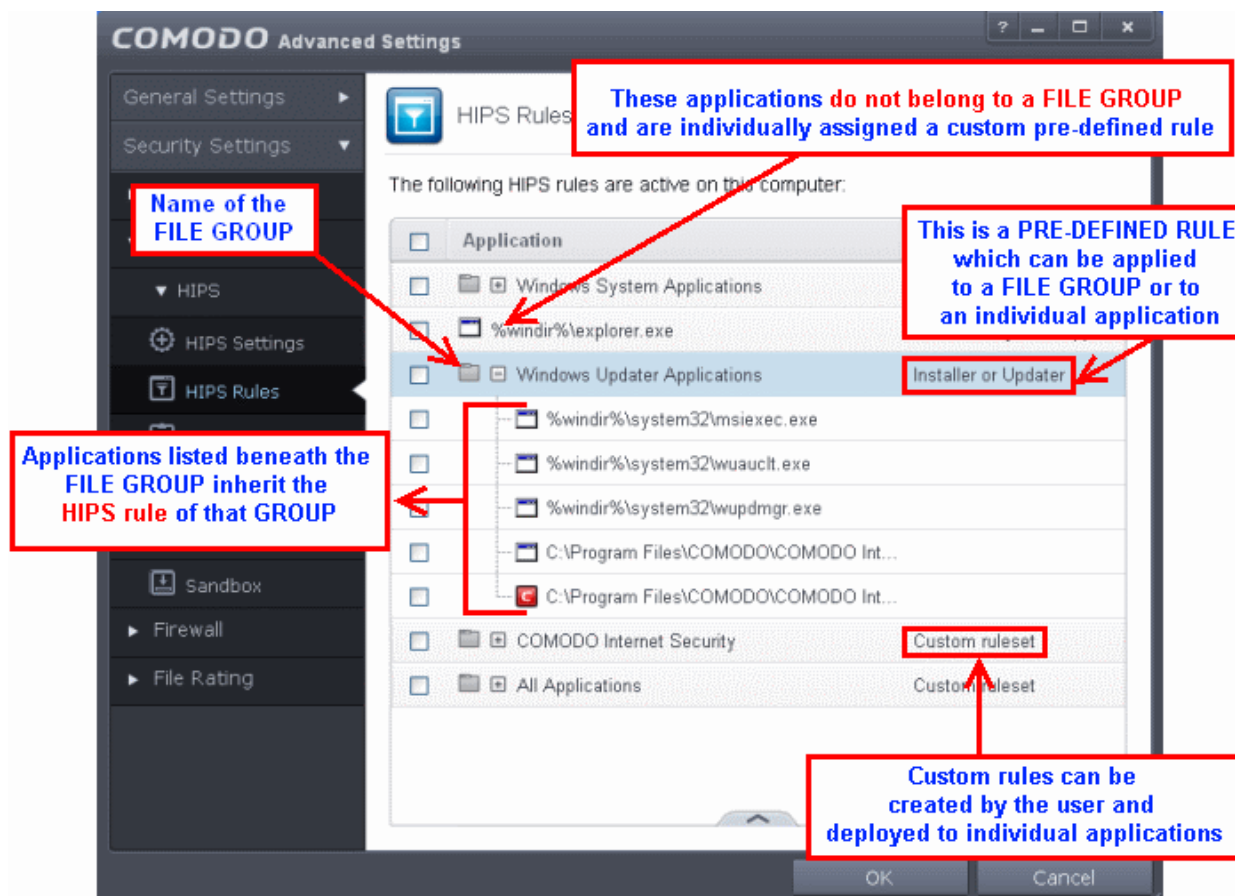 COMODO Advanced Settings
General Settings
Security Settings
HIPS
HIPS Settings
HIPS Rules
Sandbox
Firewall
File Rating
HIPS Rules
These applications do not belong to a FILE GROUP
and are individually assigned a custom pre-defined rule
The following HIPS rules are active on this computer:
Name of the
FILE GROUP
This is a PRE-DEFINED RULE
which can be applied
to a FILE GROUP or to
an individual application
Application
Windows System Applications
%windir%\explorer.exe
Windows Updater Applications
Installer or Updater
%windir%\system32\msiexec.exe
%windir%\system32\wuauclt.exe
%windir%\system32\wupdmgr.exe
C:\Program Files\COMODO\COMODO Int...
C:\Program Files\COMODO\COMODO Int...
Applications listed beneath the
FILE GROUP inherit the
HIPS rule of that GROUP
COMODO Internet Security
Custom ruleset
All Applications
Custom ruleset
Custom rules can be
created by the user and
deployed to individual applications
OK
Cancel